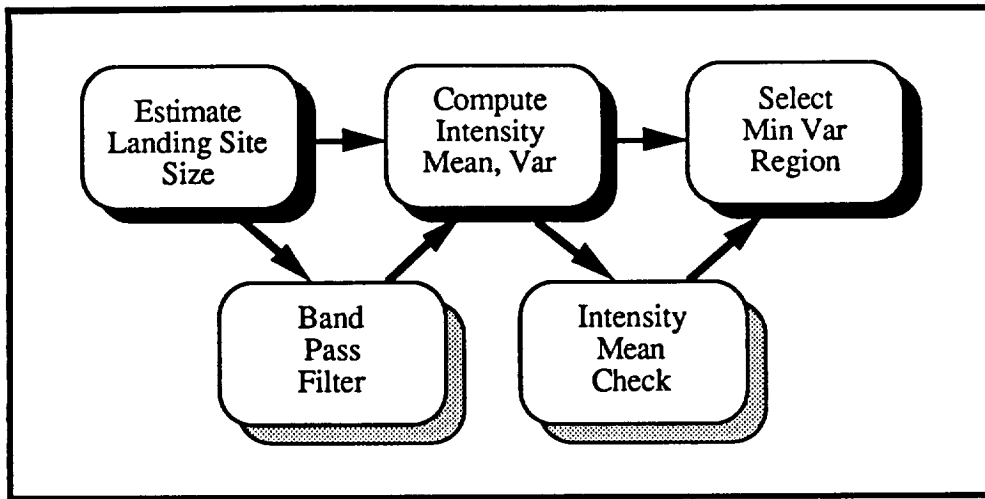 Estimate
Landing Site
Size
Compute
Intensity
Mean, Var
Select
Min Var
Region
Band
Pass
Filter
Intensity
Mean
Check